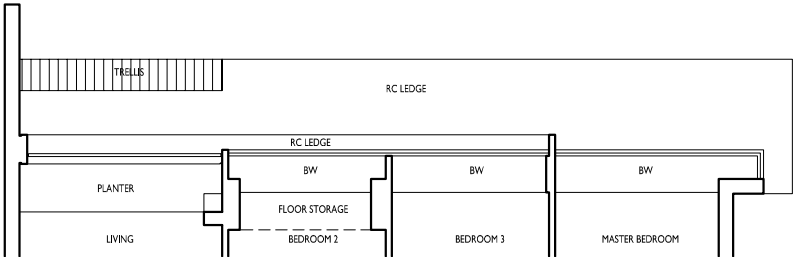 TRELLIS
RC LEDGE
RC LEDGE
BW
BW
BW
PLANTER
FLOOR STORAGE
LIVING
BEDROOM 2
BEDROOM 3
MASTER BEDROOM